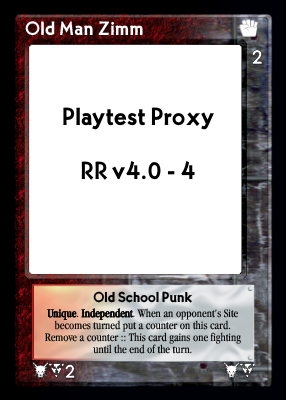 Old Man Zimm
2
Playtest Proxy
RR v4.0 - 4
Old School Punk
Unique. Independent. When an opponent's Site
becomes turned put a counter on this card.
Remove a counter :: This card gains one fighting
until the end of the turn.
2